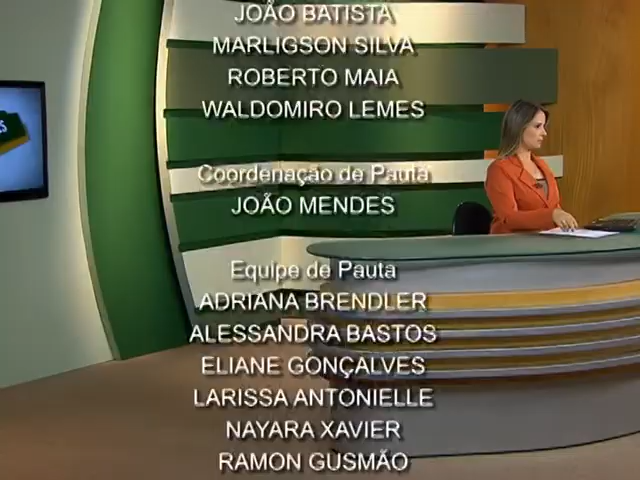 JOÃO BATISTA
MARLIGSON SILVA
ROBERTO MAIA
WALDOMIRO LEMES
Coordenação de Pauta
JOÃO MENDES
Equipe de Pauta
ADRIANA BRENDLER
ALESSANDRA BASTOS
ELIANE GONÇALVES
LARISSA ANTONIELLE
NAYARA XAVIER
RAMON GUSMÃO